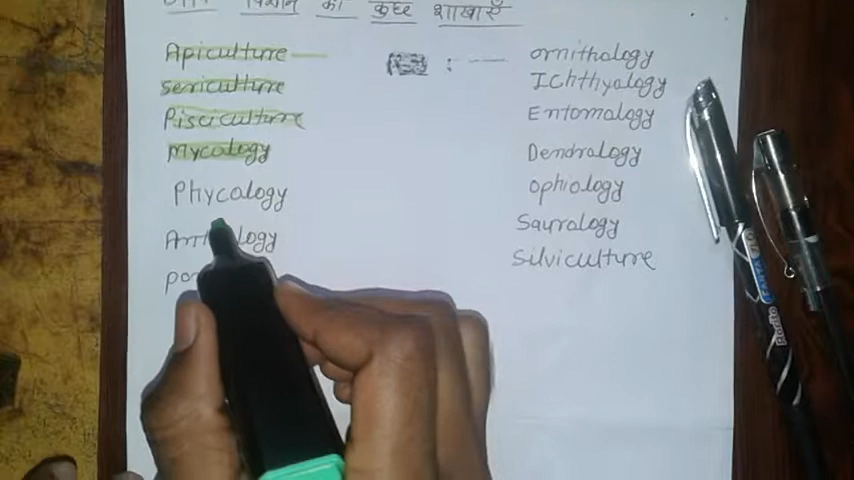 विज्ञान की कुछ शाखाएँ
Apiculture —
sericulture
Pisciculture
Mycology
Phycology
: — ornithology
Ichthyology
Entomology
Dendrology
ophiology
Saurology
Silviculture